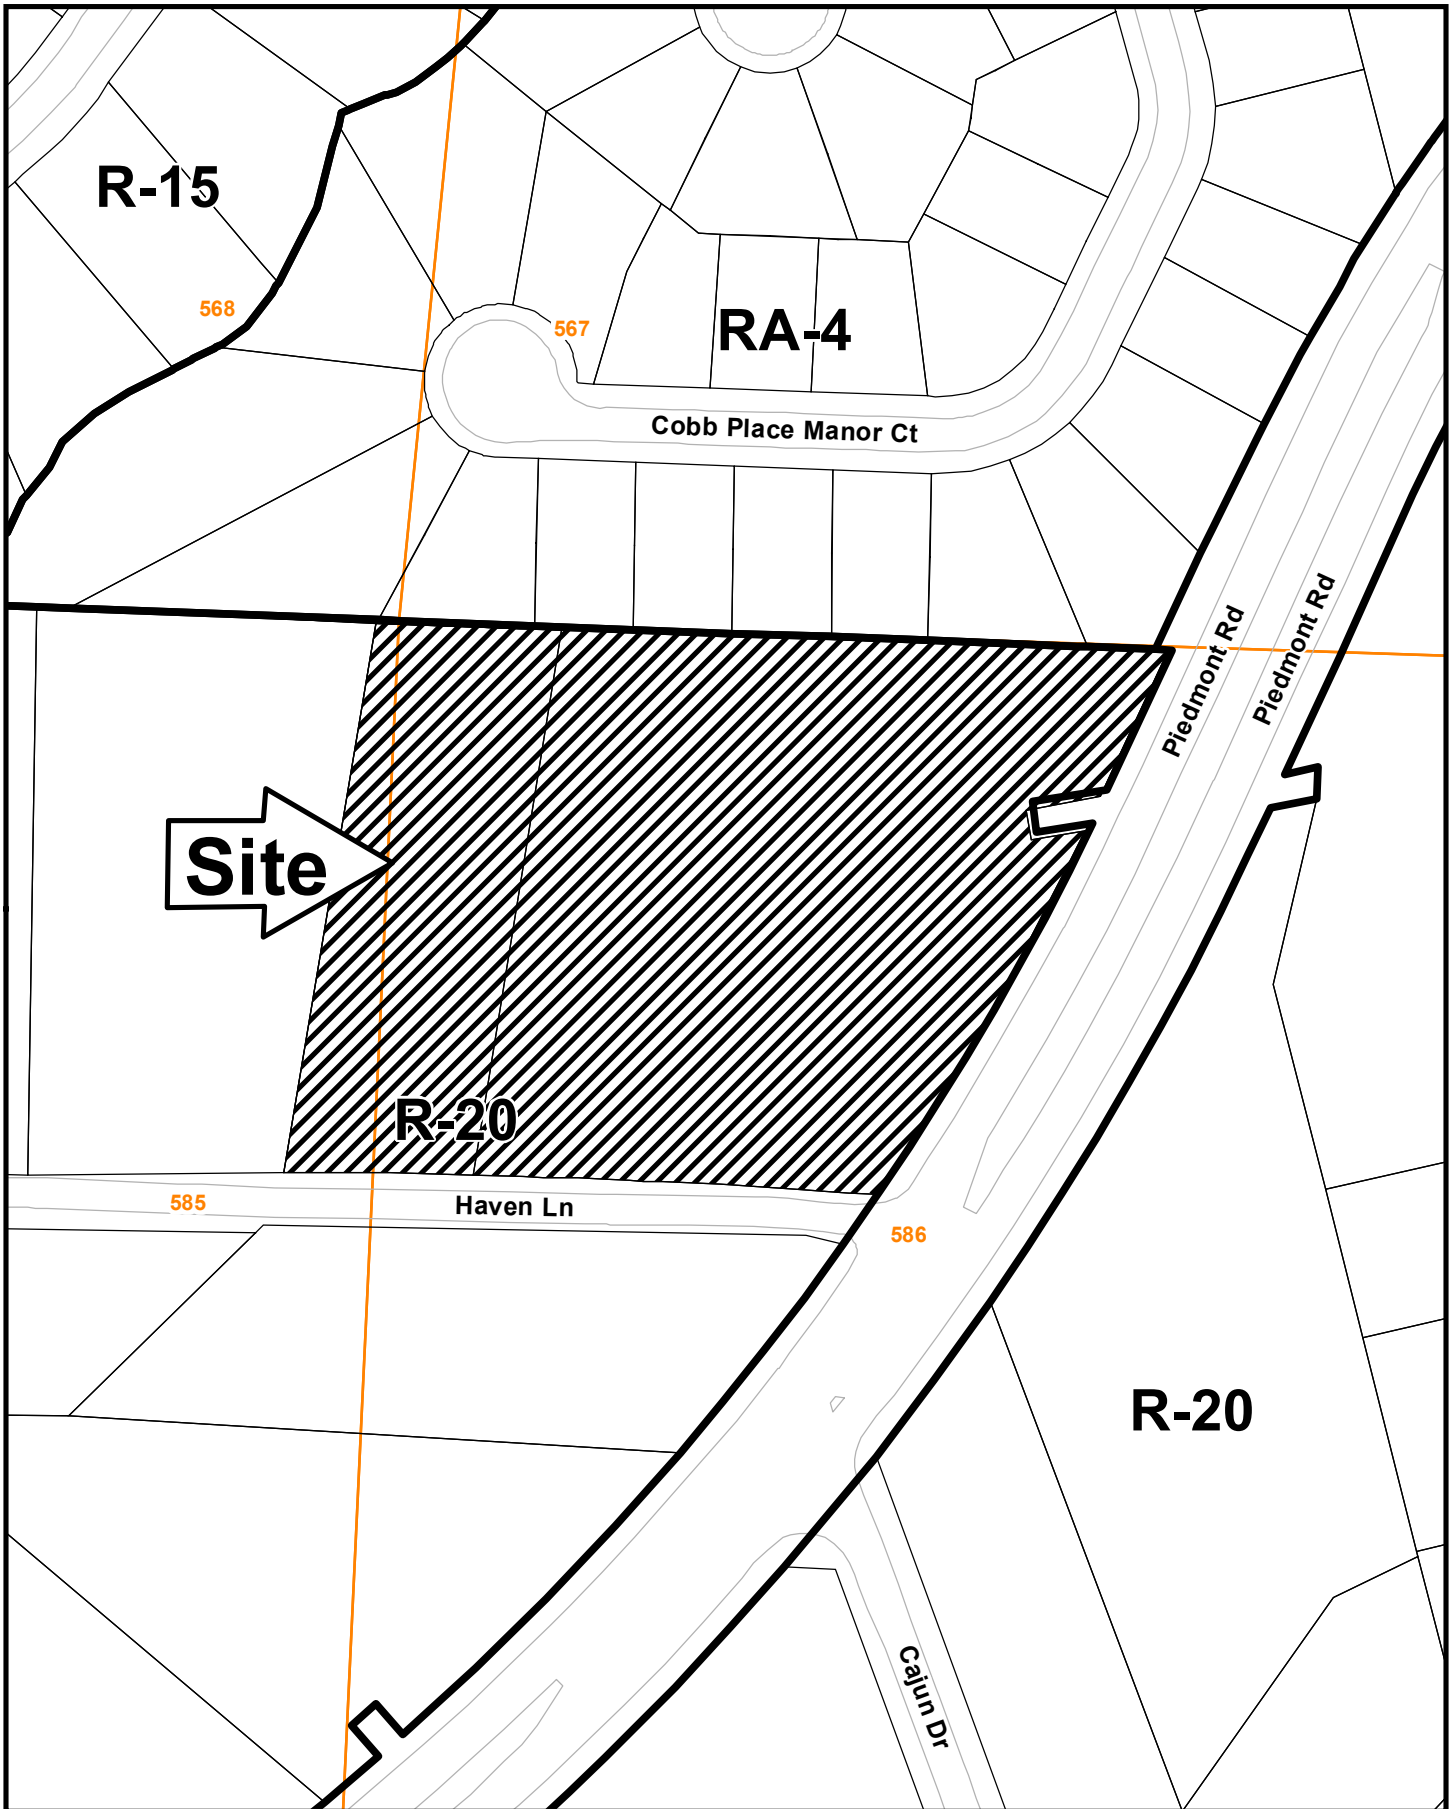 R-15
568
567
RA-4
Cobb Place Manor Ct
Piedmont Rd
Piedmont Rd
Site
R-20
585
Haven Ln
586
R-20
Cajun Dr